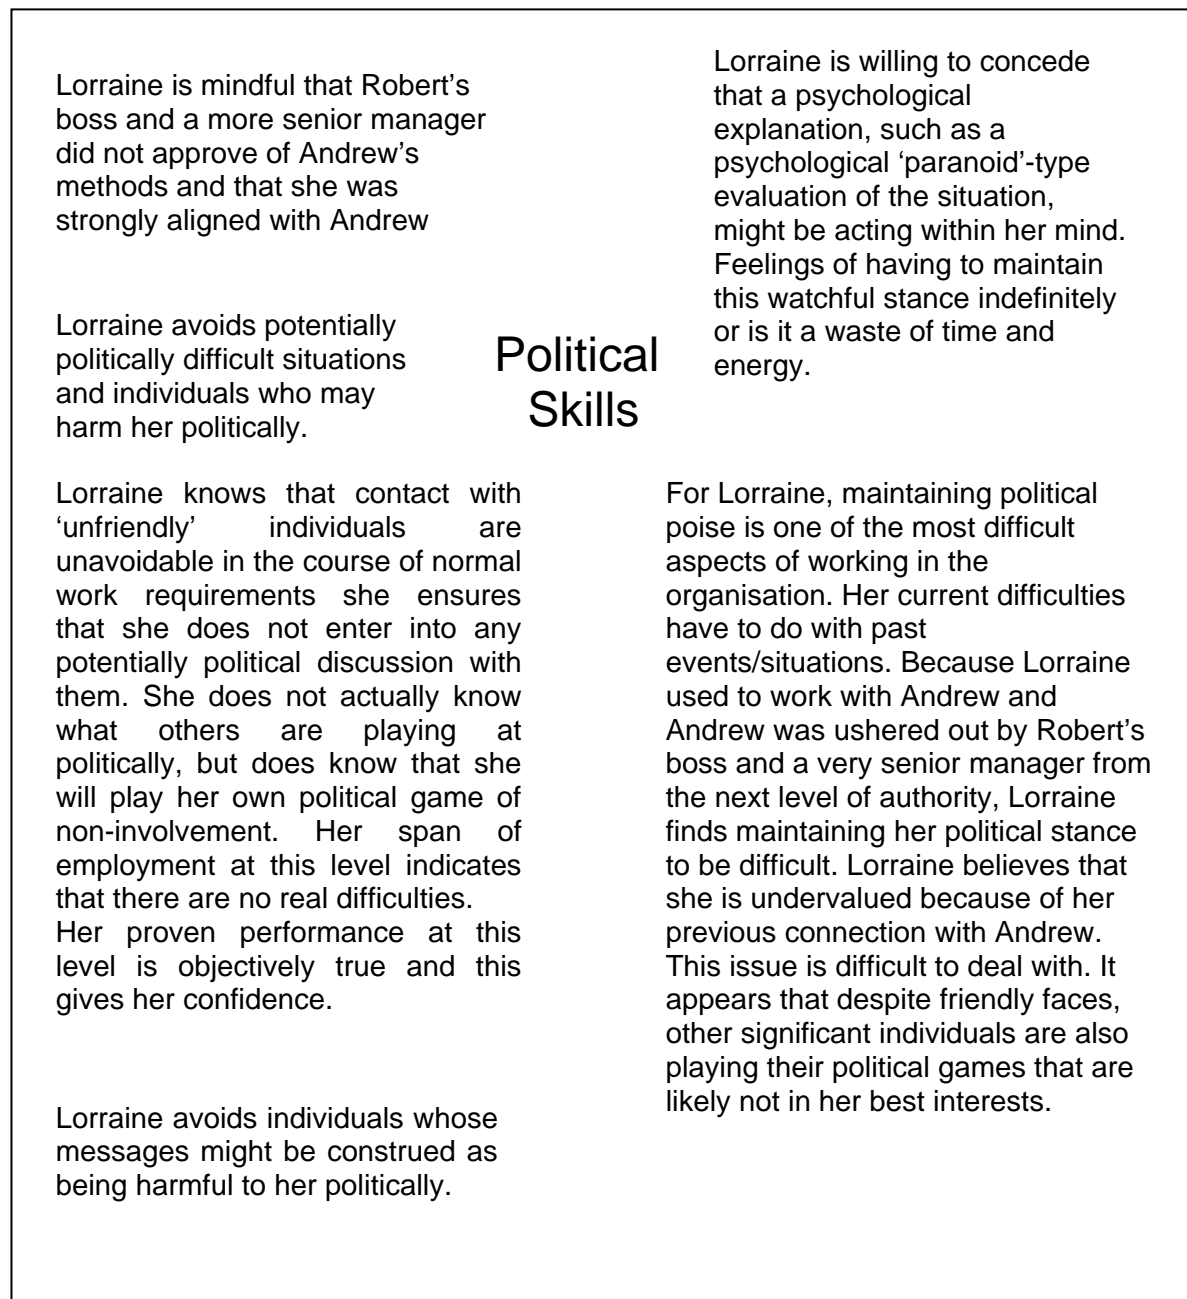 Lorraine is mindful that Robert’s
boss and a more senior manager
did not approve of Andrew’s
methods and that she was
strongly aligned with Andrew
Lorraine avoids potentially
politically difficult situations
and individuals who may
harm her politically.
Lorraine knows that contact with
‘unfriendly’ individuals are
unavoidable in the course of normal
work requirements she ensures
that she does not enter into any
potentially political discussion with
them. She does not actually know
what others are playing at
politically, but does know that she
will play her own political game of
non-involvement. Her span of
employment at this level indicates
that there are no real difficulties.
Her proven performance at this
level is objectively true and this
gives her confidence.
Lorraine avoids individuals whose
messages might be construed as
being harmful to her politically.
Political
Skills
Lorraine is willing to concede
that a psychological
explanation, such as a
psychological ‘paranoid’-type
evaluation of the situation,
might be acting within her mind.
Feelings of having to maintain
this watchful stance indefinitely
or is it a waste of time and
energy.
For Lorraine, maintaining political
poise is one of the most difficult
aspects of working in the
organisation. Her current difficulties
have to do with past
events/situations. Because Lorraine
used to work with Andrew and
Andrew was ushered out by Robert’s
boss and a very senior manager from
the next level of authority, Lorraine
finds maintaining her political stance
to be difficult. Lorraine believes that
she is undervalued because of her
previous connection with Andrew.
This issue is difficult to deal with. It
appears that despite friendly faces,
other significant individuals are also
playing their political games that are
likely not in her best interests.